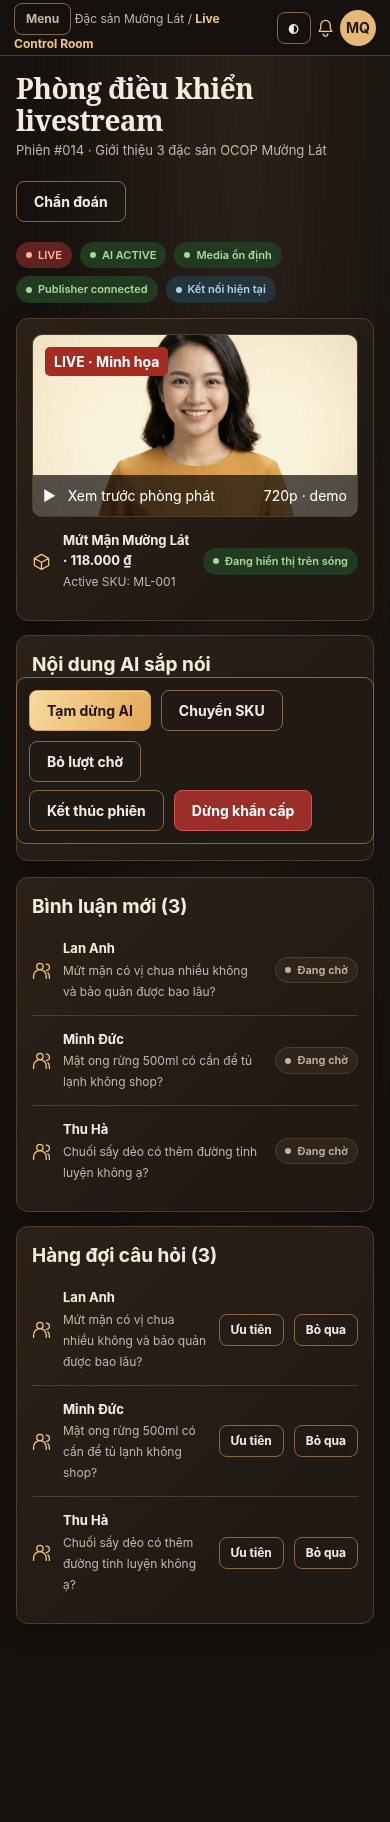 Menu Đặc sản Mường Lát / Live
Control Room
MQ
Phòng điều khiển
livestream
Phiên #014 · Giới thiệu 3 đặc sản OCOP Mường Lát
Chẩn đoán
LIVE
AI ACTIVE
Media ổn định
Publisher connected
Kết nối hiện tại
LIVE · Minh họa
Xem trước phòng phát
720p · demo
Mứt Mận Mường Lát
· 118.000 ₫
Active SKU: ML-001
Đang hiển thị trên sóng
Nội dung AI sắp nói
Tạm dừng AI
Chuyển SKU
Bỏ lượt chờ
Kết thúc phiên
Dừng khẩn cấp
Bình luận mới (3)
Lan Anh
Mứt mận có vị chua nhiều không
và bảo quản được bao lâu?
Đang chờ
Minh Đức
Mật ong rừng 500ml có cần để tủ
lạnh không shop?
Đang chờ
Thu Hà
Chuối sấy dẻo có thêm đường tinh
luyện không ạ?
Đang chờ
Hàng đợi câu hỏi (3)
Lan Anh
Mứt mận có vị chua
nhiều không và bảo quản
được bao lâu?
Ưu tiên
Bỏ qua
Minh Đức
Mật ong rừng 500ml có
cần để tủ lạnh không
shop?
Ưu tiên
Bỏ qua
Thu Hà
Chuối sấy dẻo có thêm
đường tinh luyện không
ạ?
Ưu tiên
Bỏ qua